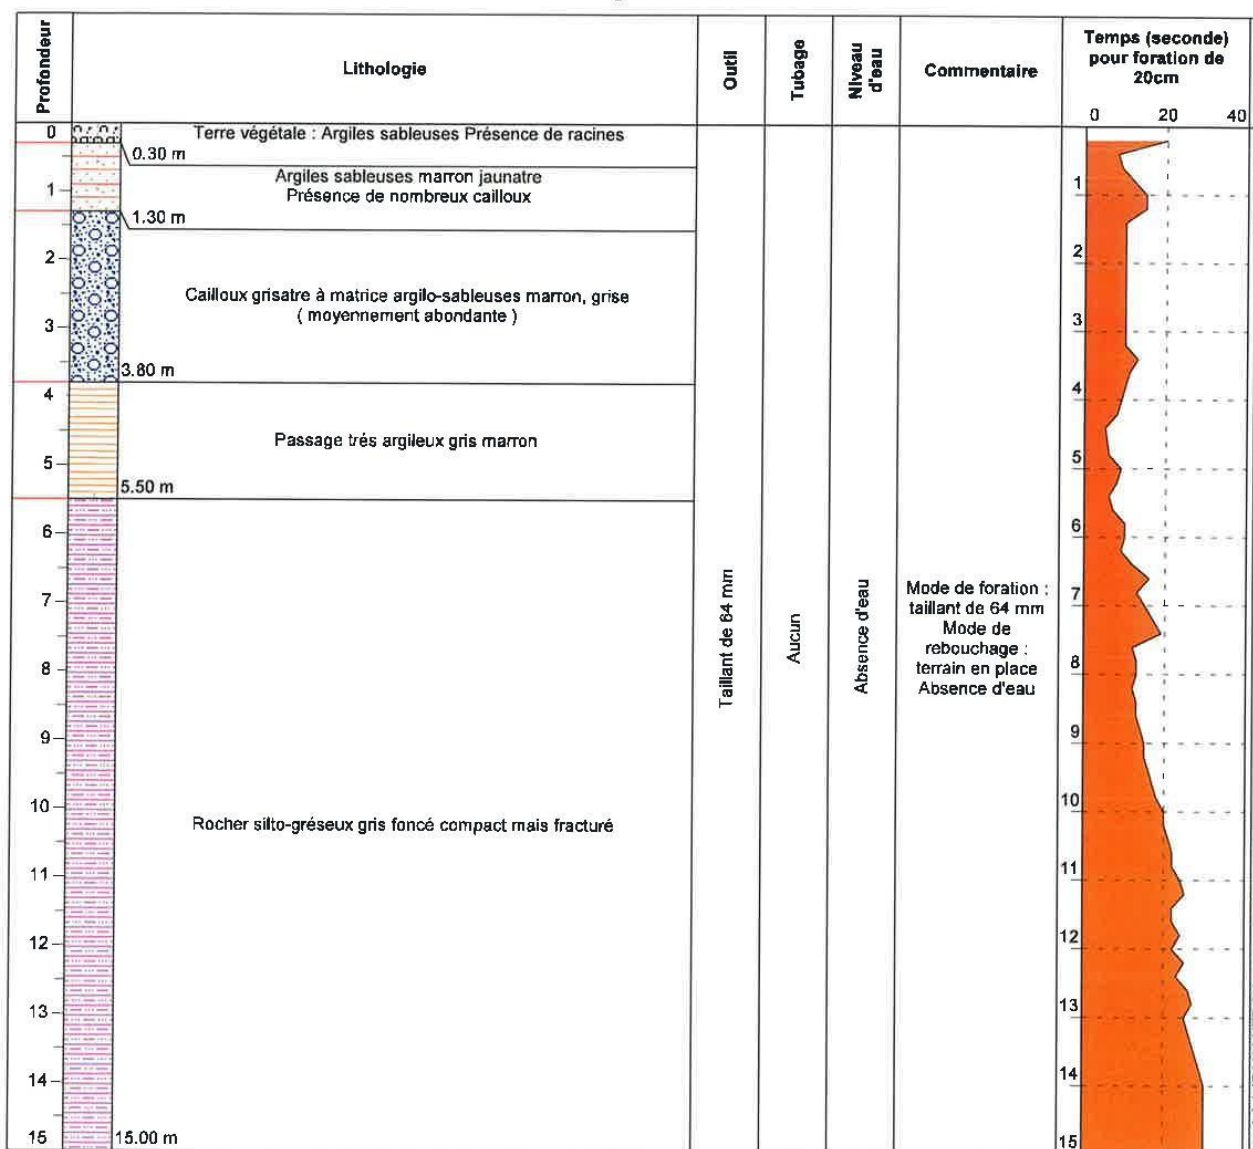 Profondeur
Lithologie
Outil
Tubage
Niveau
d'eau
Commentaire
Temps (seconde)
pour foration de
20cm
0 20 40
0
Terre végétale : Argiles sableuses Présence de racines
0.30 m
Argiles sableuses marron jaunatre
Présence de nombreux cailloux
1
1.30 m
2
Cailloux grisatre à matrice argilo-sableuses marron, grise
( moyennement abondante )
3
3.80 m
4
Passage trés argileux gris marron
5
5.50 m
6
7
8
9
10
Rocher silto-gréseux gris foncé compact mais fracturé
11
12
13
14
15
15.00 m
Taillant de 64 mm
Aucun
Absence d'eau
Mode de foration :
taillant de 64 mm
Mode de
rebouchage :
terrain en place
Absence d'eau
1
2
3
4
5
6
7
8
9
10
11
12
13
14
15